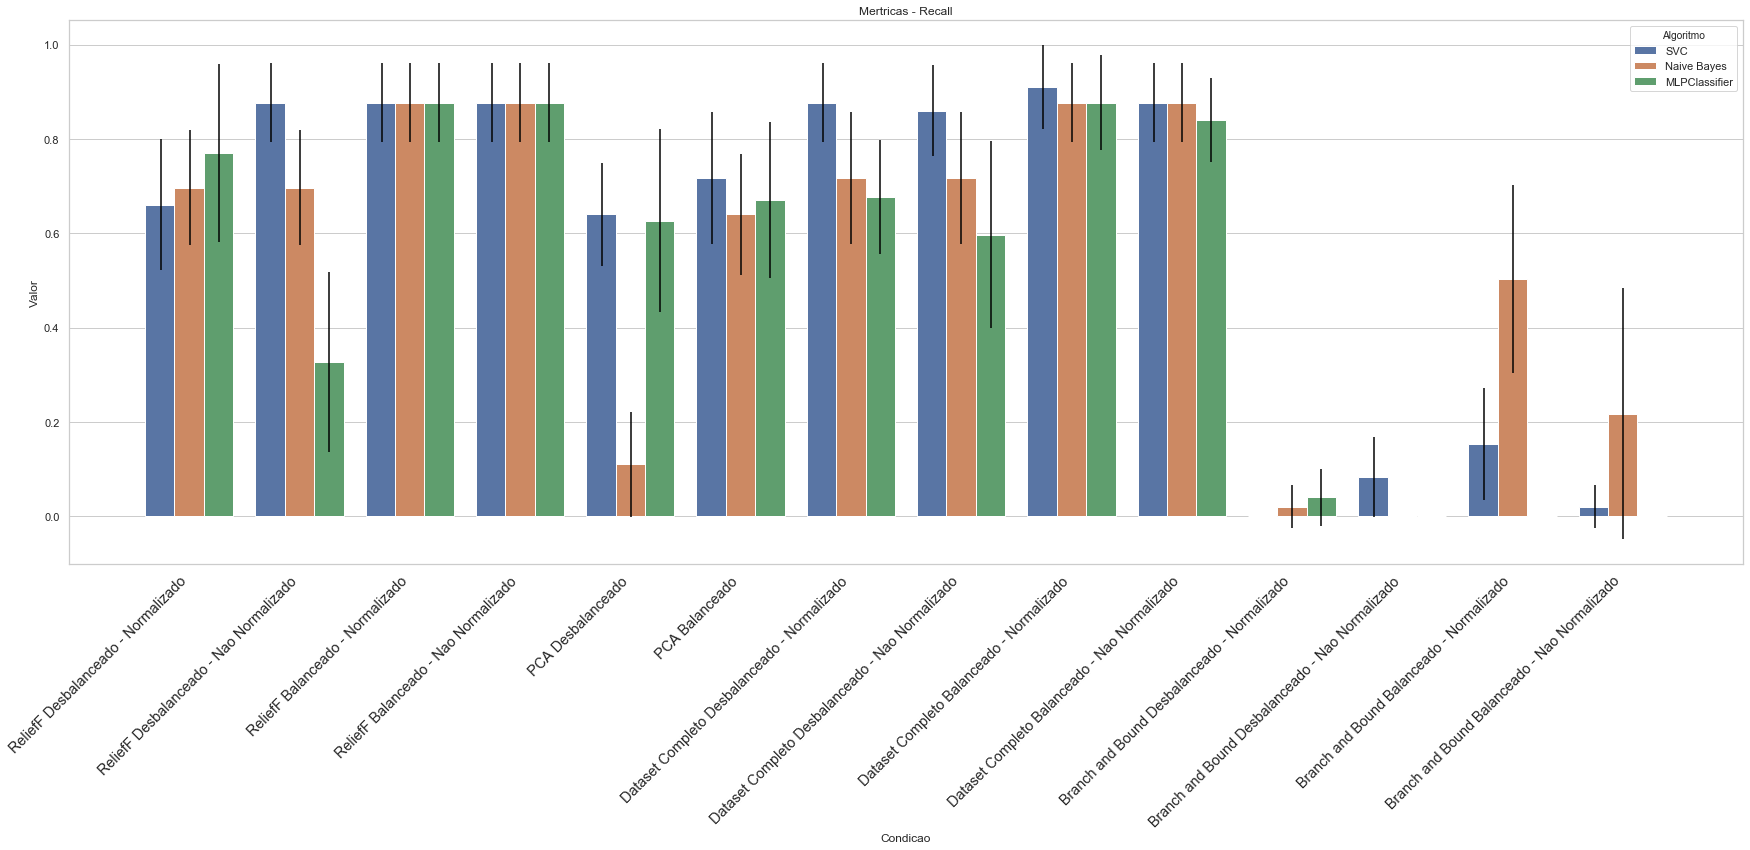 Mertricas - Recall
Algoritmo
SVC
Naive Bayes
MLPClassifier
1.0
0.8
0.6
0.4
0.2
0.0
Valor
ReliefF Desbalanceado - Normalizado
ReliefF Desbalanceado - Nao Normalizado
ReliefF Balanceado - Normalizado
ReliefF Balanceado - Nao Normalizado
PCA Desbalanceado
PCA Balanceado
Dataset Completo Desbalanceado - Normalizado
Dataset Completo Desbalanceado - Nao Normalizado
Dataset Completo Balanceado - Normalizado
Dataset Completo Balanceado - Nao Normalizado
Branch and Bound Desbalanceado - Normalizado
Branch and Bound Desbalanceado - Nao Normalizado
Branch and Bound Balanceado - Normalizado
Branch and Bound Balanceado - Nao Normalizado
Condicao